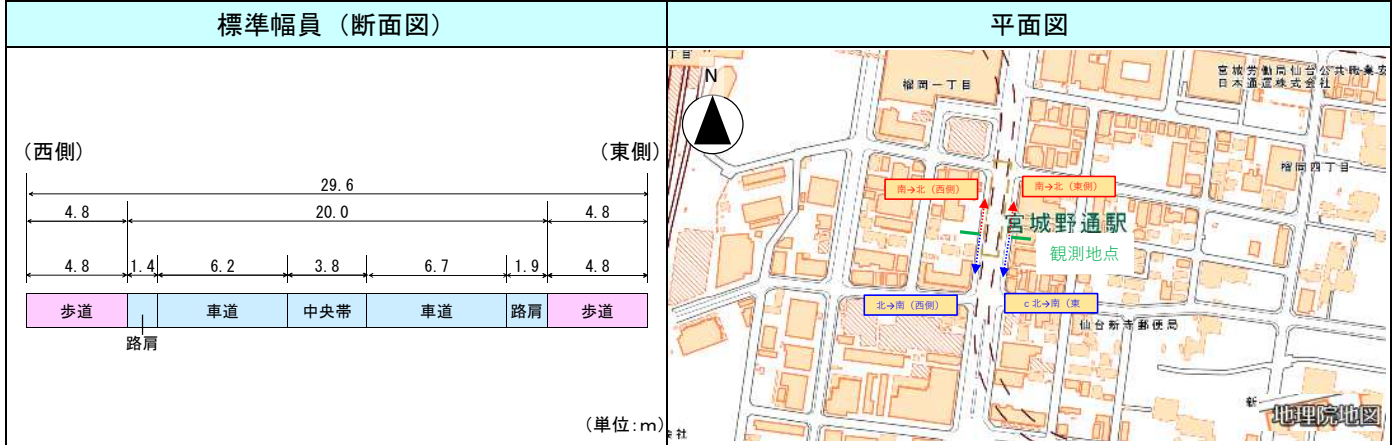 標準幅員（断面図）
平面図
（西側）
（東側）
29.6
4.8
20.0
4.8
4.8
1.4
6.2
3.8
6.7
1.9
4.8
歩道
車道
中央帯
車道
路肩
歩道
路肩
（単位:m）
丁目
N
榴岡一丁目
宮城労働局仙台公共職業安
日本通運株式会社
榴岡四丁目
南→北（西側）
南→北（東側）
宮城野通駅
観測地点
北→南（西側）
c 北→南（東
仙台新寺郵便局
新
地理院地図
社